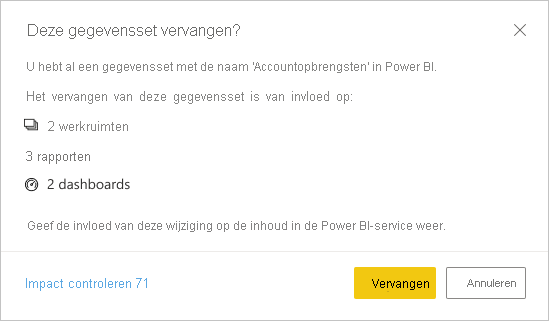 Deze gegevensset vervangen?
U hebt al een gegevensset met de naam 'Accountopbrengsten' in Power BI.
Het vervangen van deze gegevensset is van invloed op:
2 werkruimten
3 rapporten
2 dashboards
Geef de invloed van deze wijziging op de inhoud in de Power BI-service weer.
Impact controleren 71
Vervangen
Annuleren